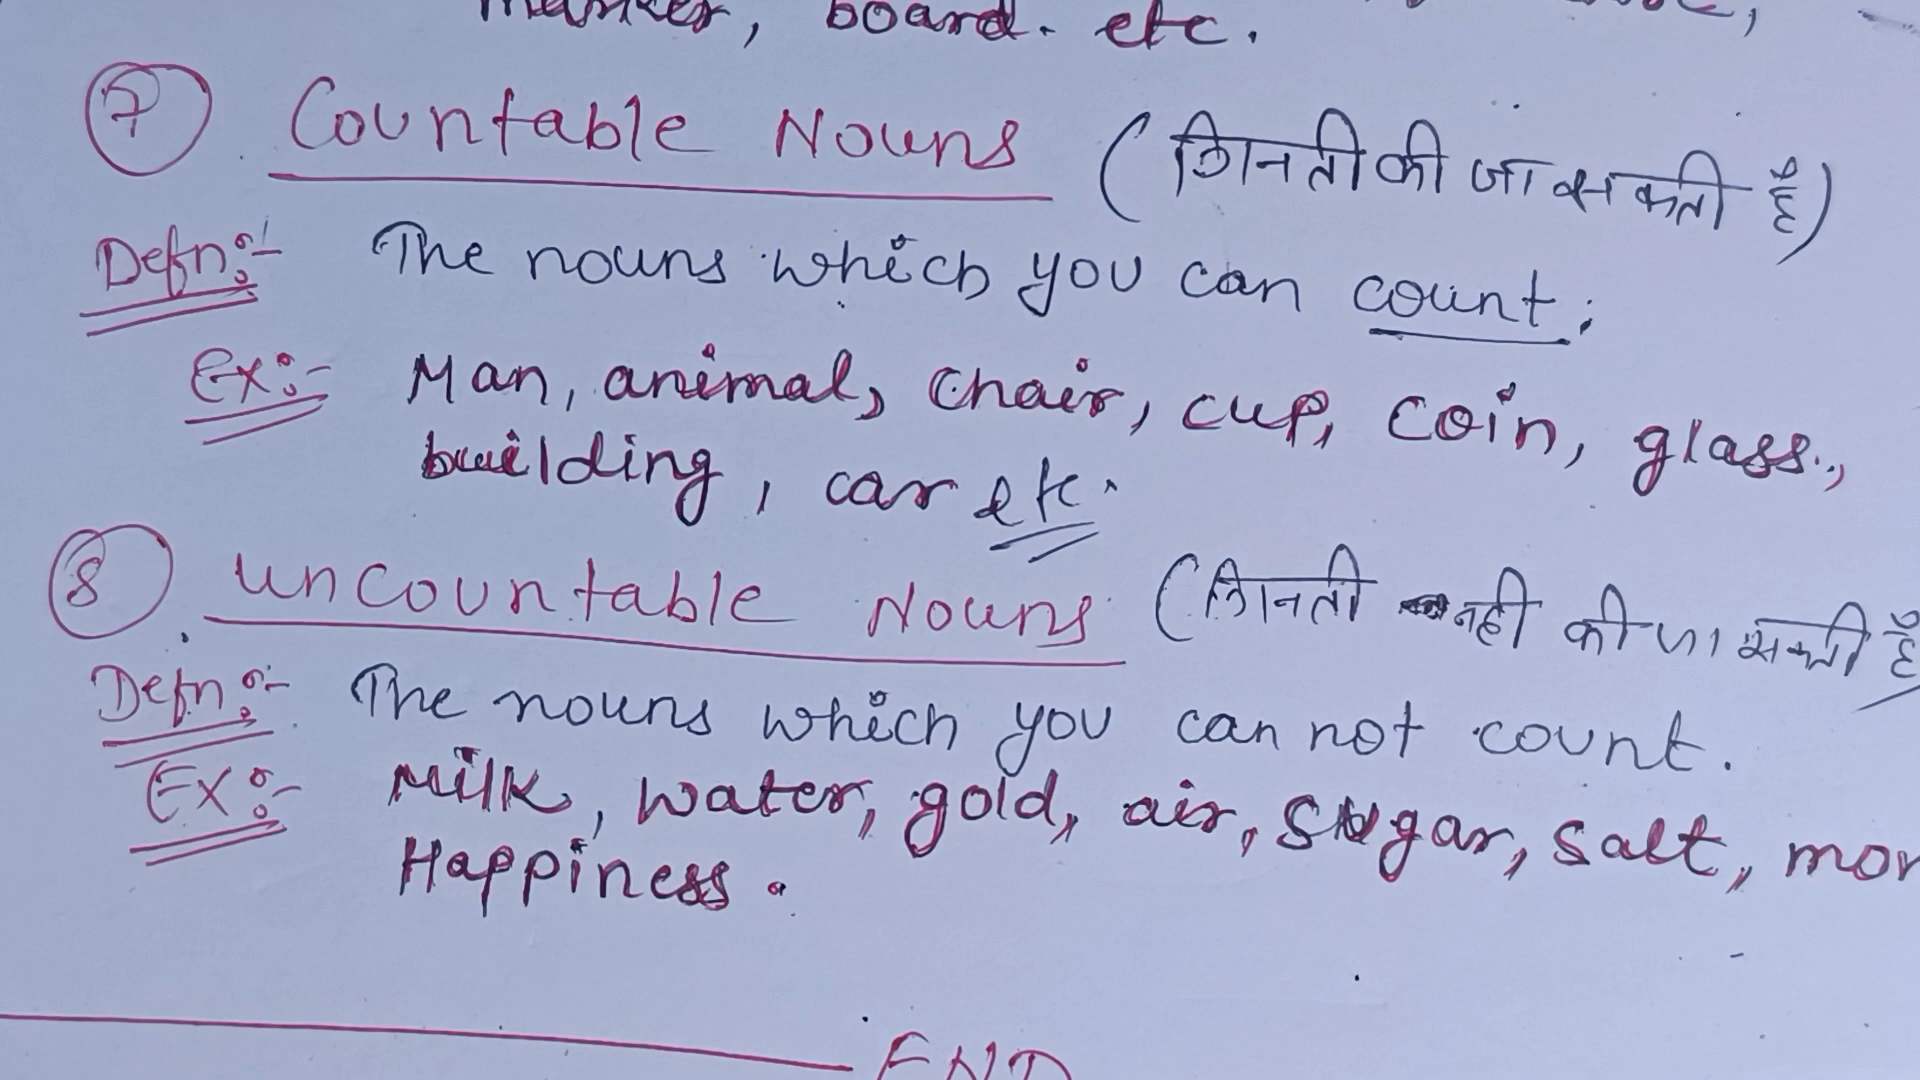 marker, board. etc.
7 Countable Nouns (गिनती की जा सकती है)
Defn:- The nouns which you can count.
Ex:- Man, animal, chair, cup, coin, glass,
building, car etc.
8 Uncountable Nouns (गिनती नही की जा सकती है
Defn:- The nouns which you can not count.
Ex:- Milk, water, gold, air, sugar, salt,
Happiness.
END